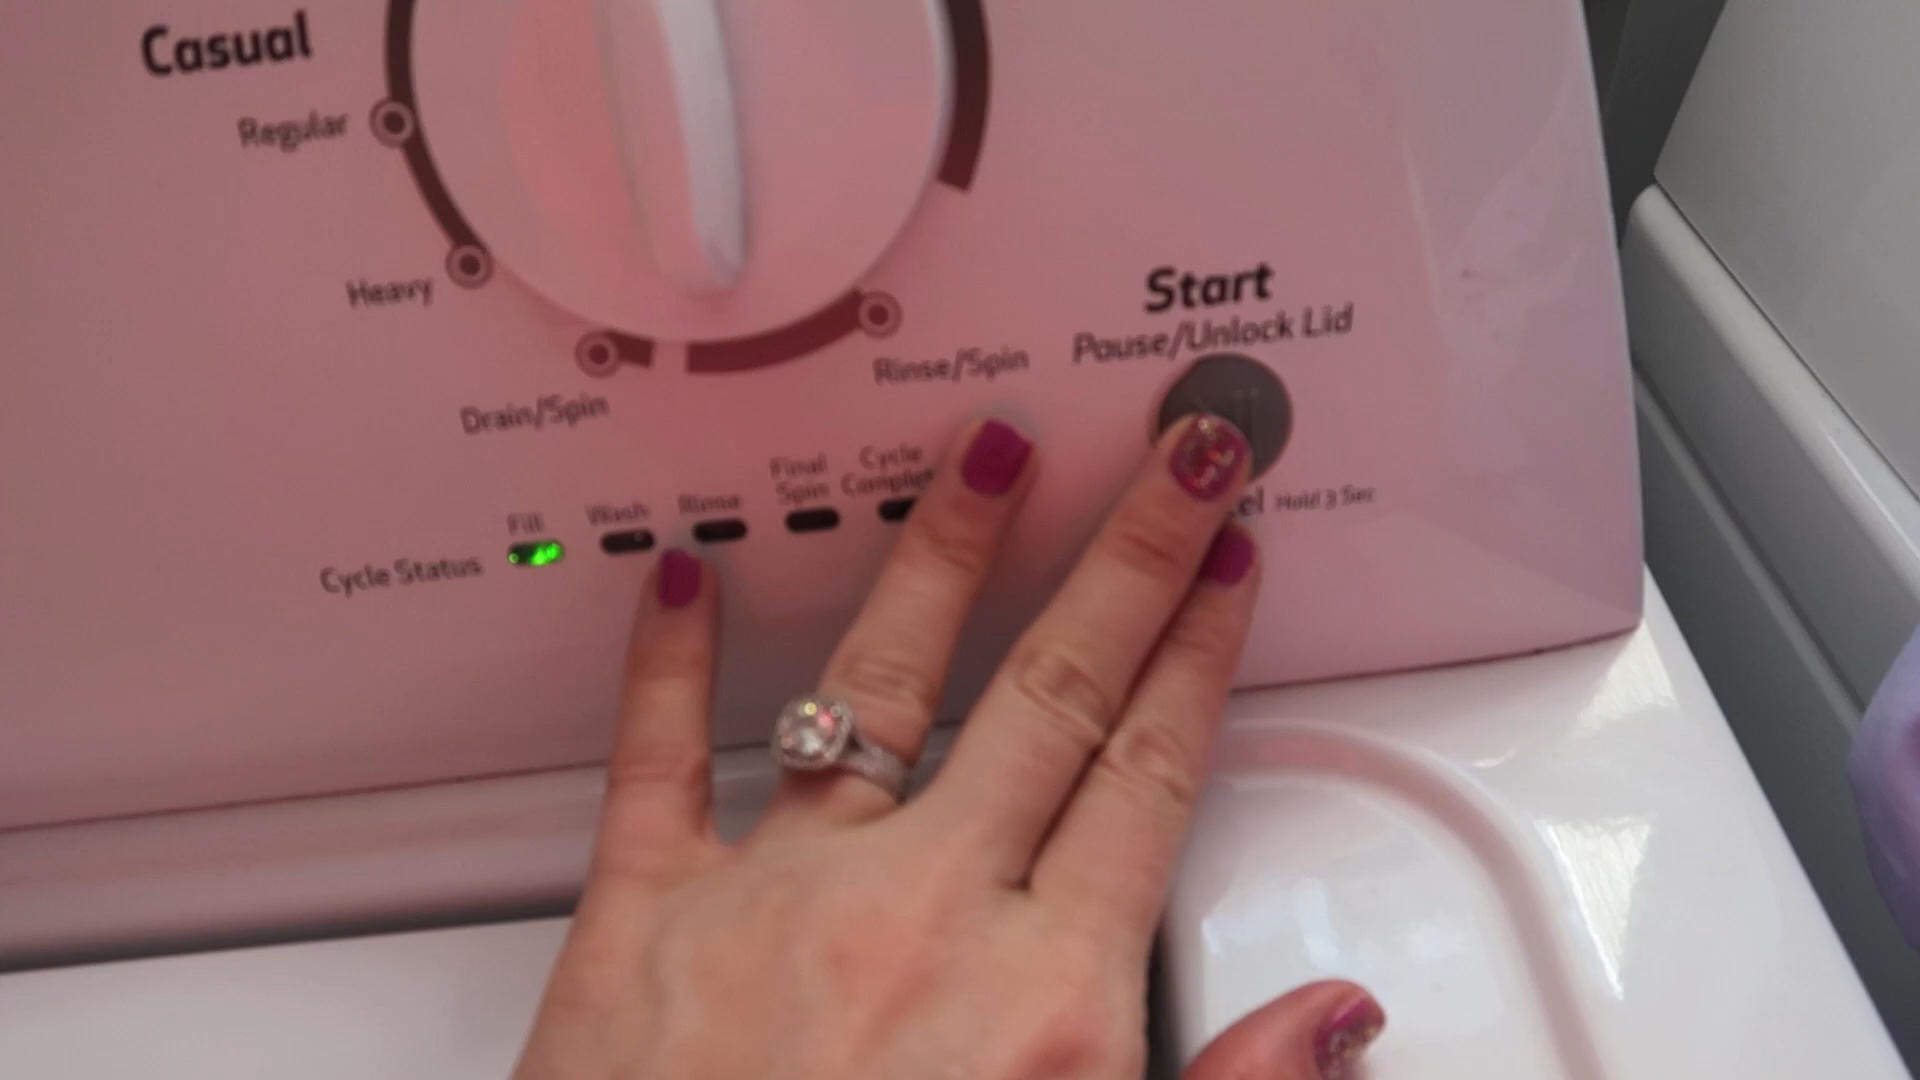 Casual
Regular
Heavy
Drain/Spin
Rinse/Spin
Start
Pause/Unlock Lid
Hold 3 Sec
Cycle Status
Fill
Wash
Rinse
Final
Spin
Cycle